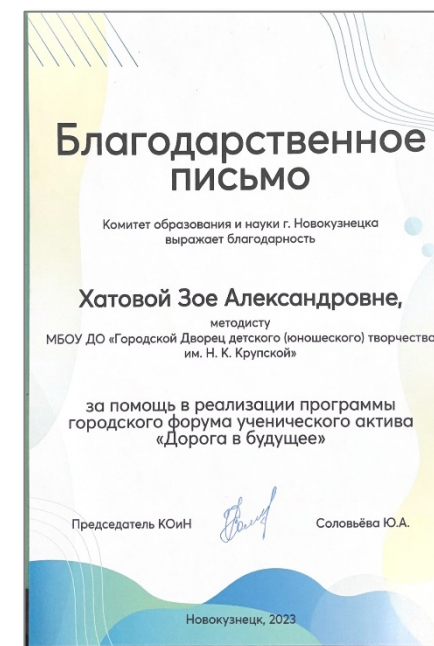 Благодарственное
письмо
Комитет образования и науки г. Новокузнецка
выражает благодарность
Хатовой Зое Александровне,
методисту
МБОУ ДО «Городской Дворец детского (юношеского) творчества
им. Н. К. Крупской»
за помощь в реализации программы
городского форума ученического актива
«Дорога в будущее»
Председатель КОиН Соловьёва Ю.А.
Новокузнецк, 2023